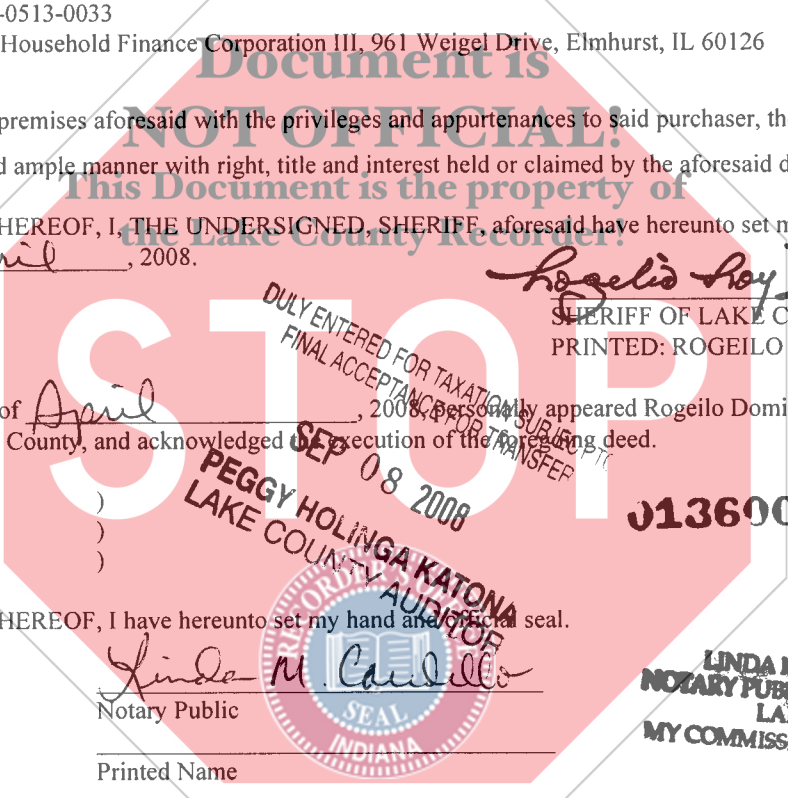 -0513-0033
Household Finance Corporation III, 961 Weigel Drive, Elmhurst, IL 60126
Document is
NOT OFFICIAL!
This Document is the property of
the Lake County Recorder!
STOP
premises aforesaid with the privileges and appurtenances to said purchaser, th
d ample manner with right, title and interest held or claimed by the aforesaid d
HEREOF, I, THE UNDERSIGNED, SHERIFF, aforesaid have hereunto set m
ril, 2008.
SHERIFF OF LAKE C
PRINTED: ROGEILO
DULY ENTERED FOR TAXATION SUBJECT TO
FINAL ACCEPTANCE FOR TRANSFER
of April, 2008, personally appeared Rogeilo Domi
County, and acknowledged the execution of the foregoing deed.
SEP 08 2008
PEGGY HOLINGA KATONA
LAKE COUNTY AUDITOR
)
)
)
013600
HEREOF, I have hereunto set my hand and official seal.
Linda M.
Notary Public
SEAL
INDIANA
LINDA
NOTARY PUB
LA
MY COMMISS
Printed Name